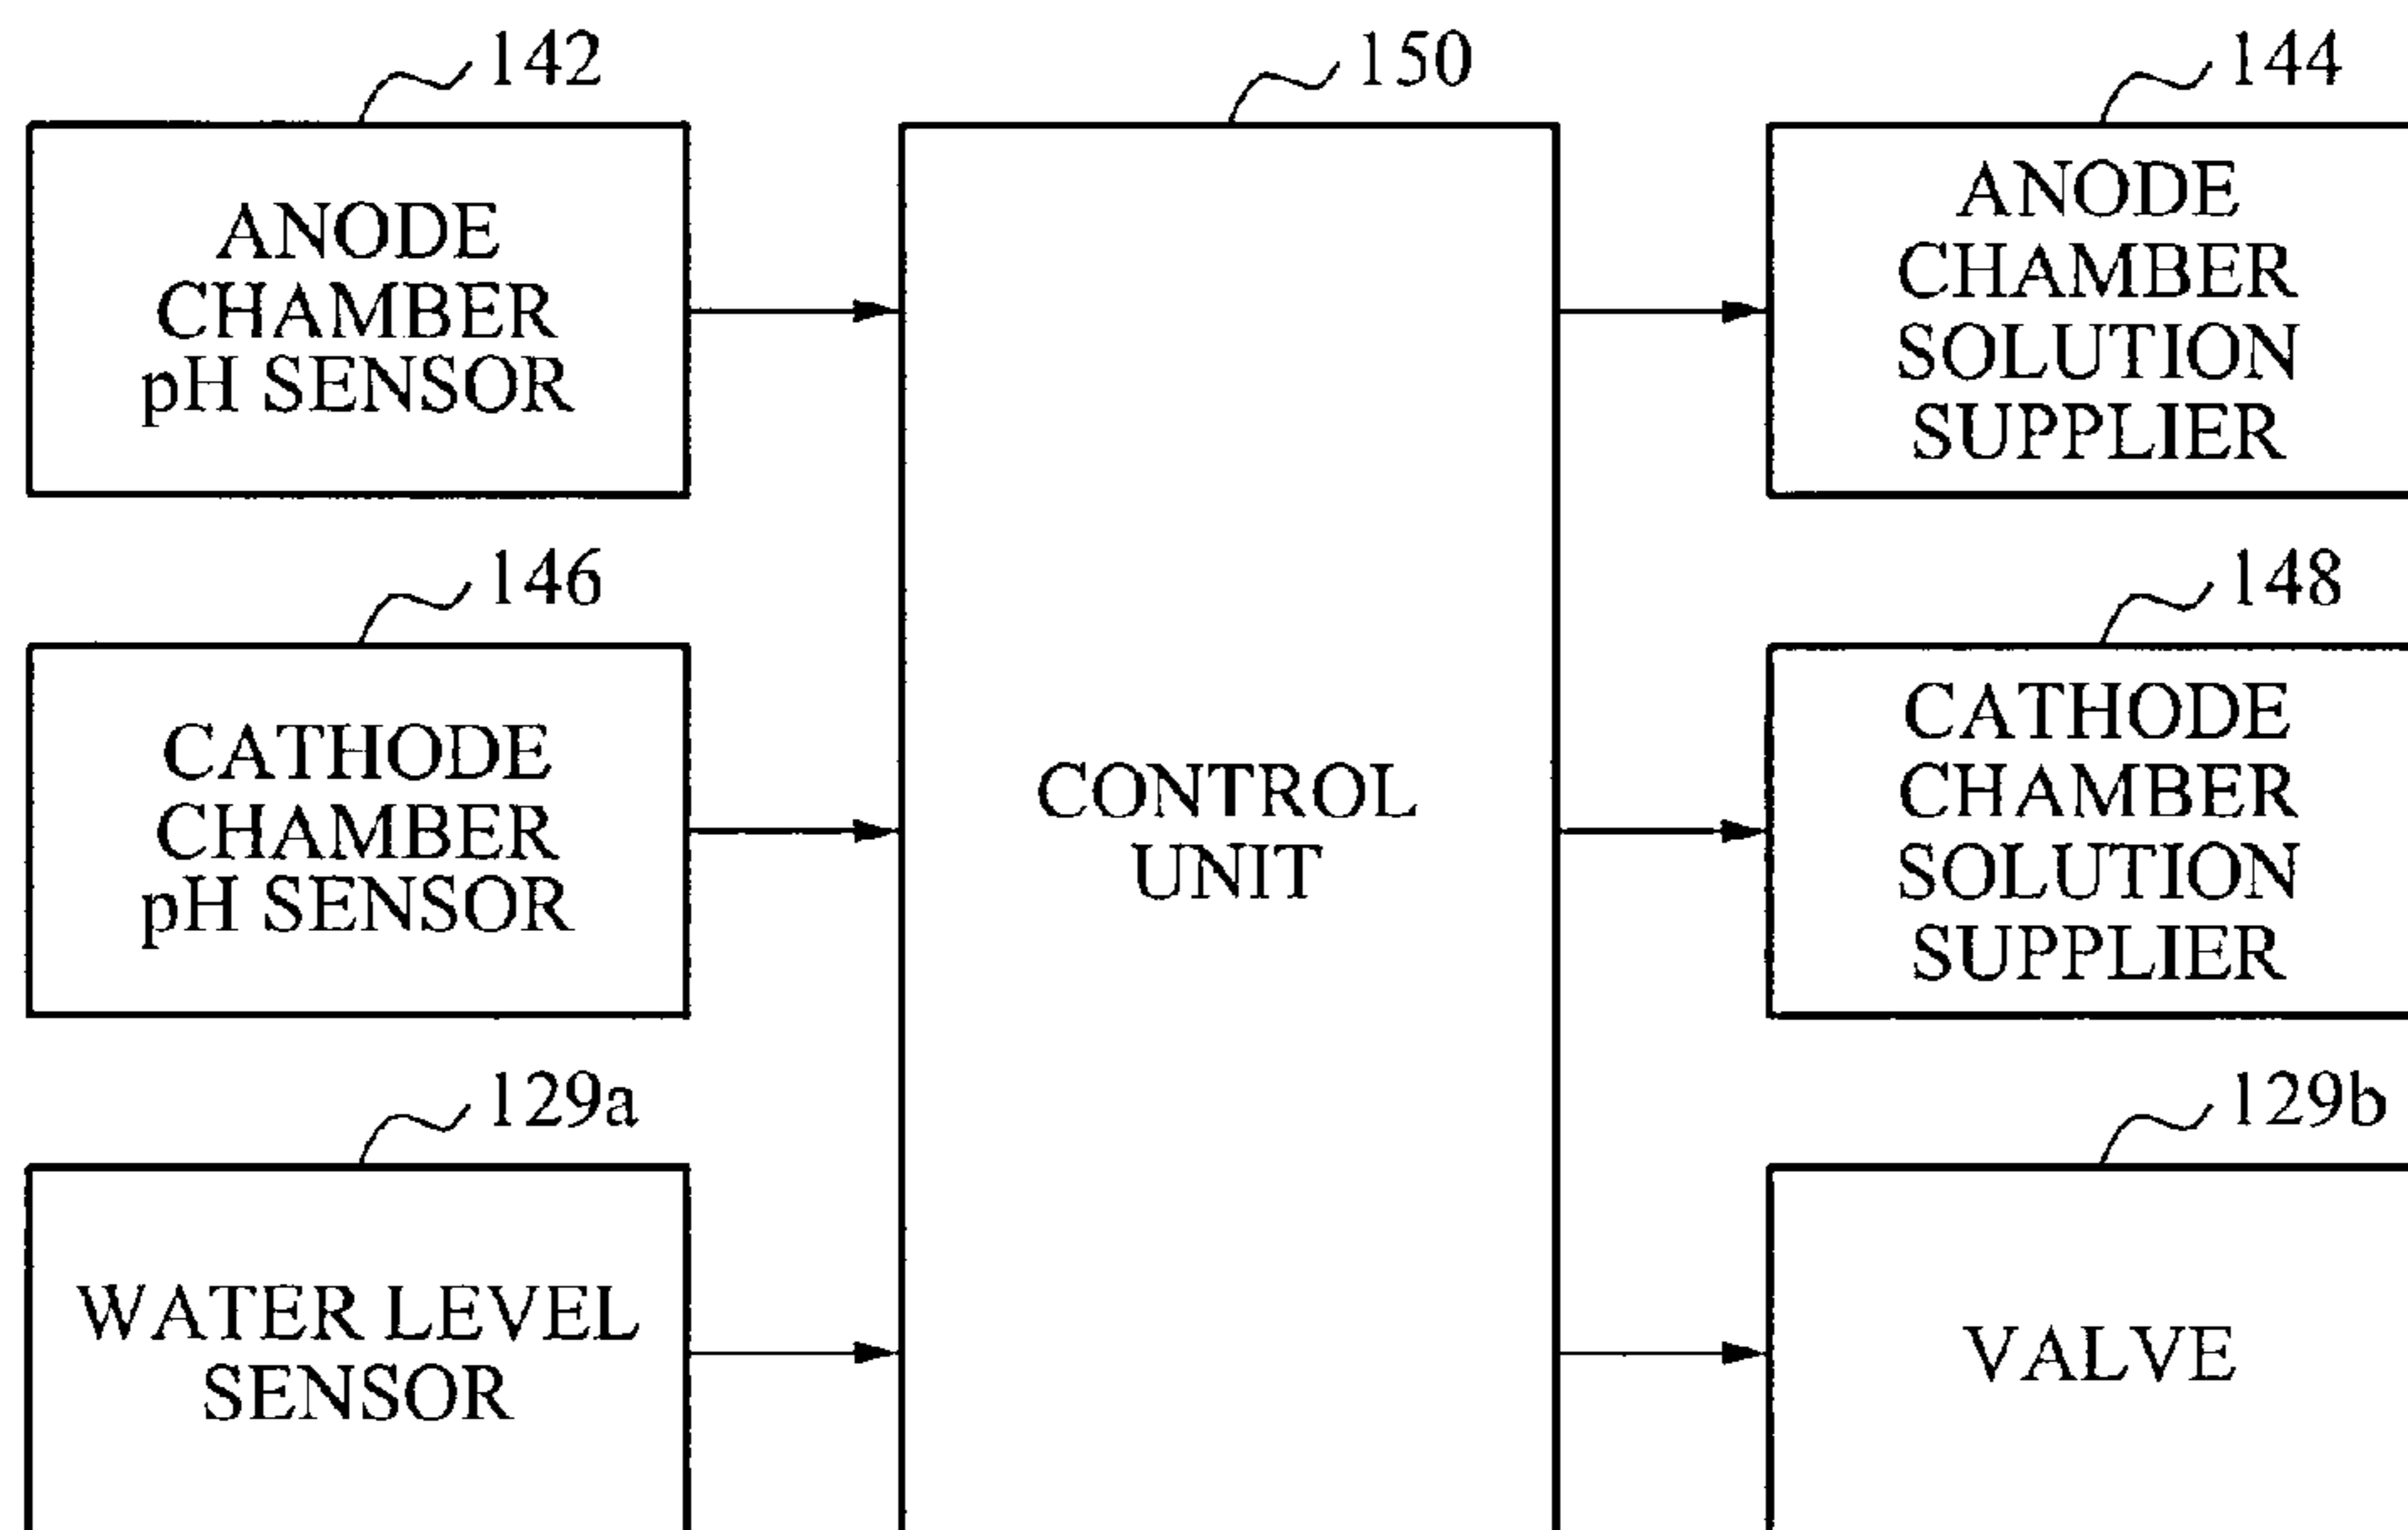 142
ANODE
CHAMBER
pH SENSOR
146
CATHODE
CHAMBER
pH SENSOR
129a
WATER LEVEL
SENSOR
150
CONTROL
UNIT
144
ANODE
CHAMBER
SOLUTION
SUPPLIER
148
CATHODE
CHAMBER
SOLUTION
SUPPLIER
129b
VALVE